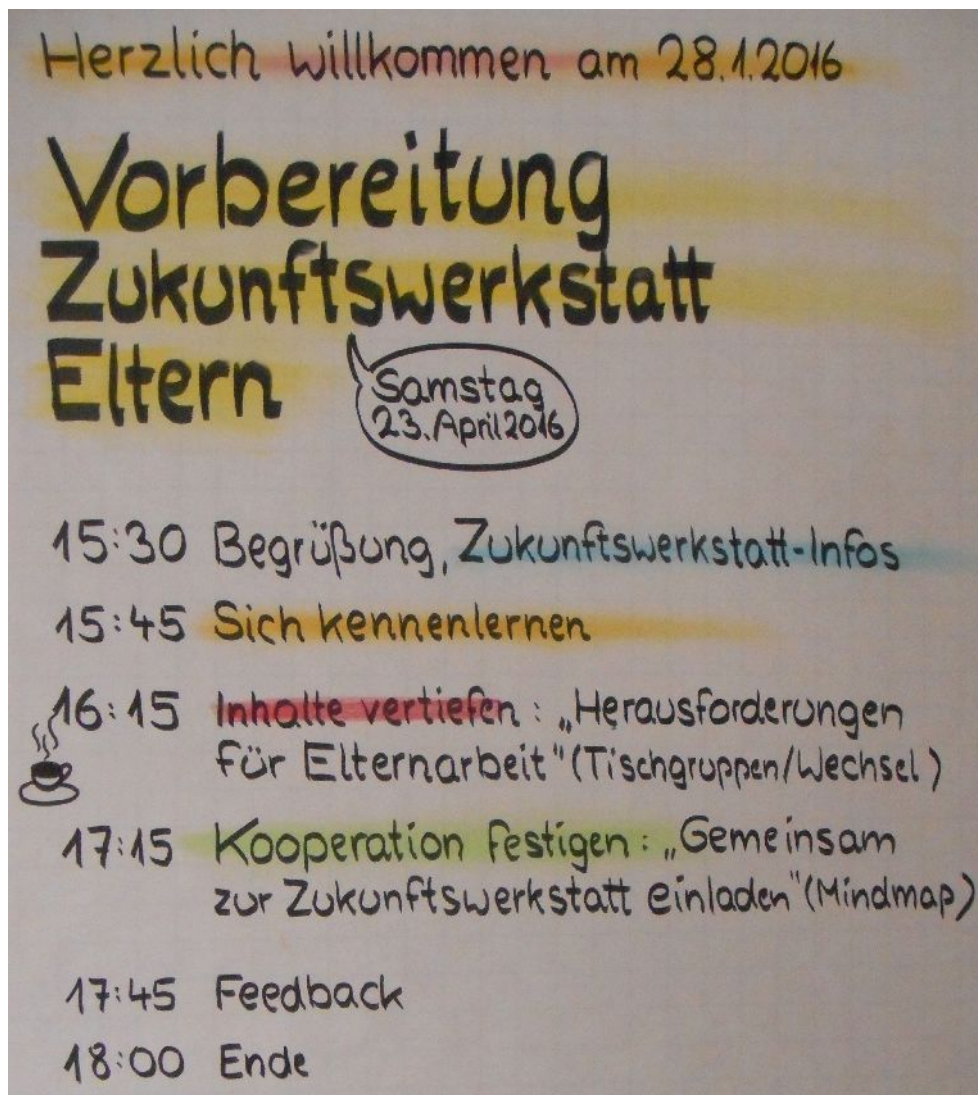 Herzlich willkommen am 28.1.2016
Vorbereitung
Zukunftswerkstatt
Eltern
Samstag
23. April 2016
15:30 Begrüßung, Zukunftswerkstatt-Infos
15:45 Sich kennenlernen
16:15 Inhalte vertiefen: „Herausforderungen
für Elternarbeit" (Tischgruppen/Wechsel)
17:15 Kooperation festigen: „Gemeinsam
zur Zukunftswerkstatt einladen" (Mindmap)
17:45 Feedback
18:00 Ende